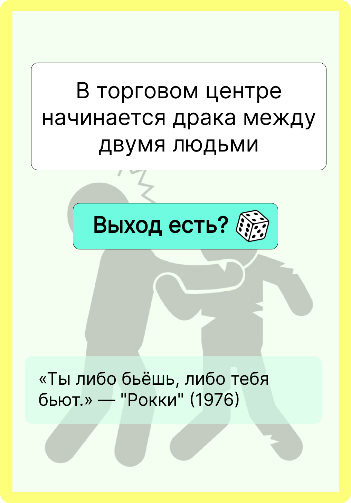 В торговом центре
начинается драка между
двумя людьми
Выход есть?
«Ты либо бьёшь, либо тебя
бьют.» — "Рокки" (1976)